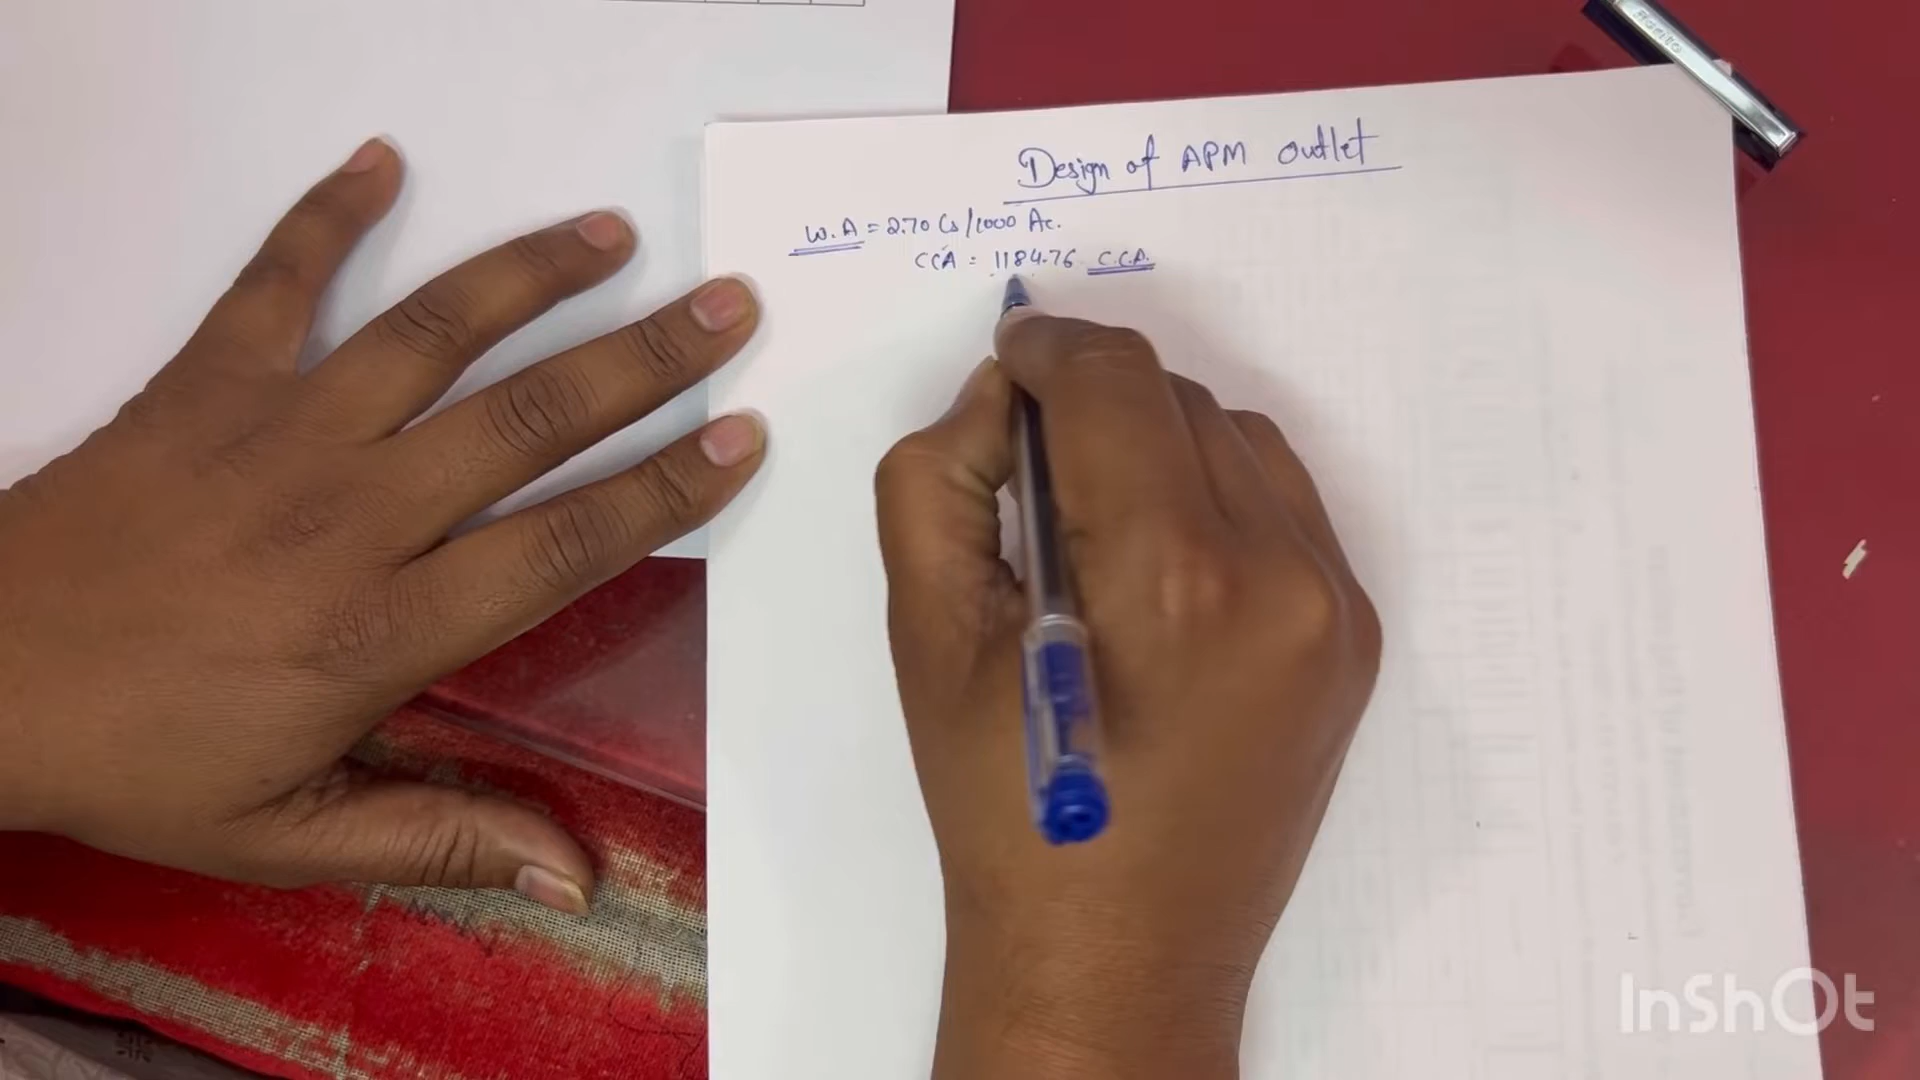 Design of APM Outlet
W.A = 2.70 Cs/1000 Ac.
CCA = 1184.76 C.C.A.
InShOt